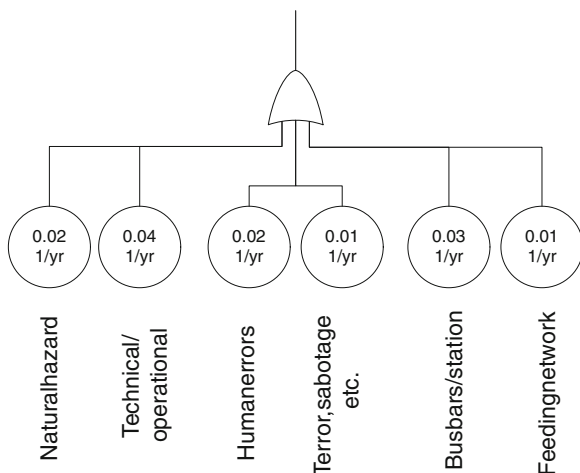 0.02
1/yr
0.04
1/yr
0.02
1/yr
0.01
1/yr
0.03
1/yr
0.01
1/yr
Naturalhazard
Technical/
operational
Humanerrors
Terror,sabotage
etc.
Busbars/station
Feedingnetwork